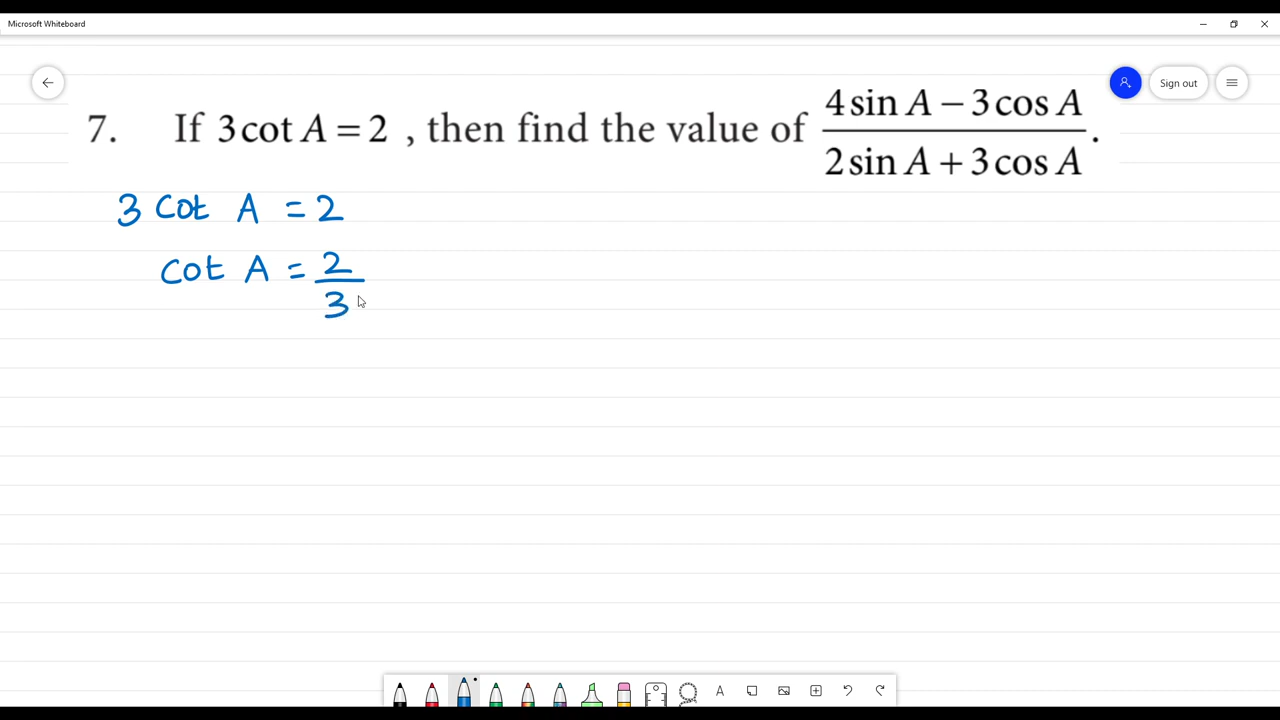 Microsoft Whiteboard
Sign out
7. If 3 cot A = 2 , then find the value of (4 sin A − 3 cos A)/(2 sin A + 3 cos A).
3 Cot A = 2
Cot A = 2/3
A